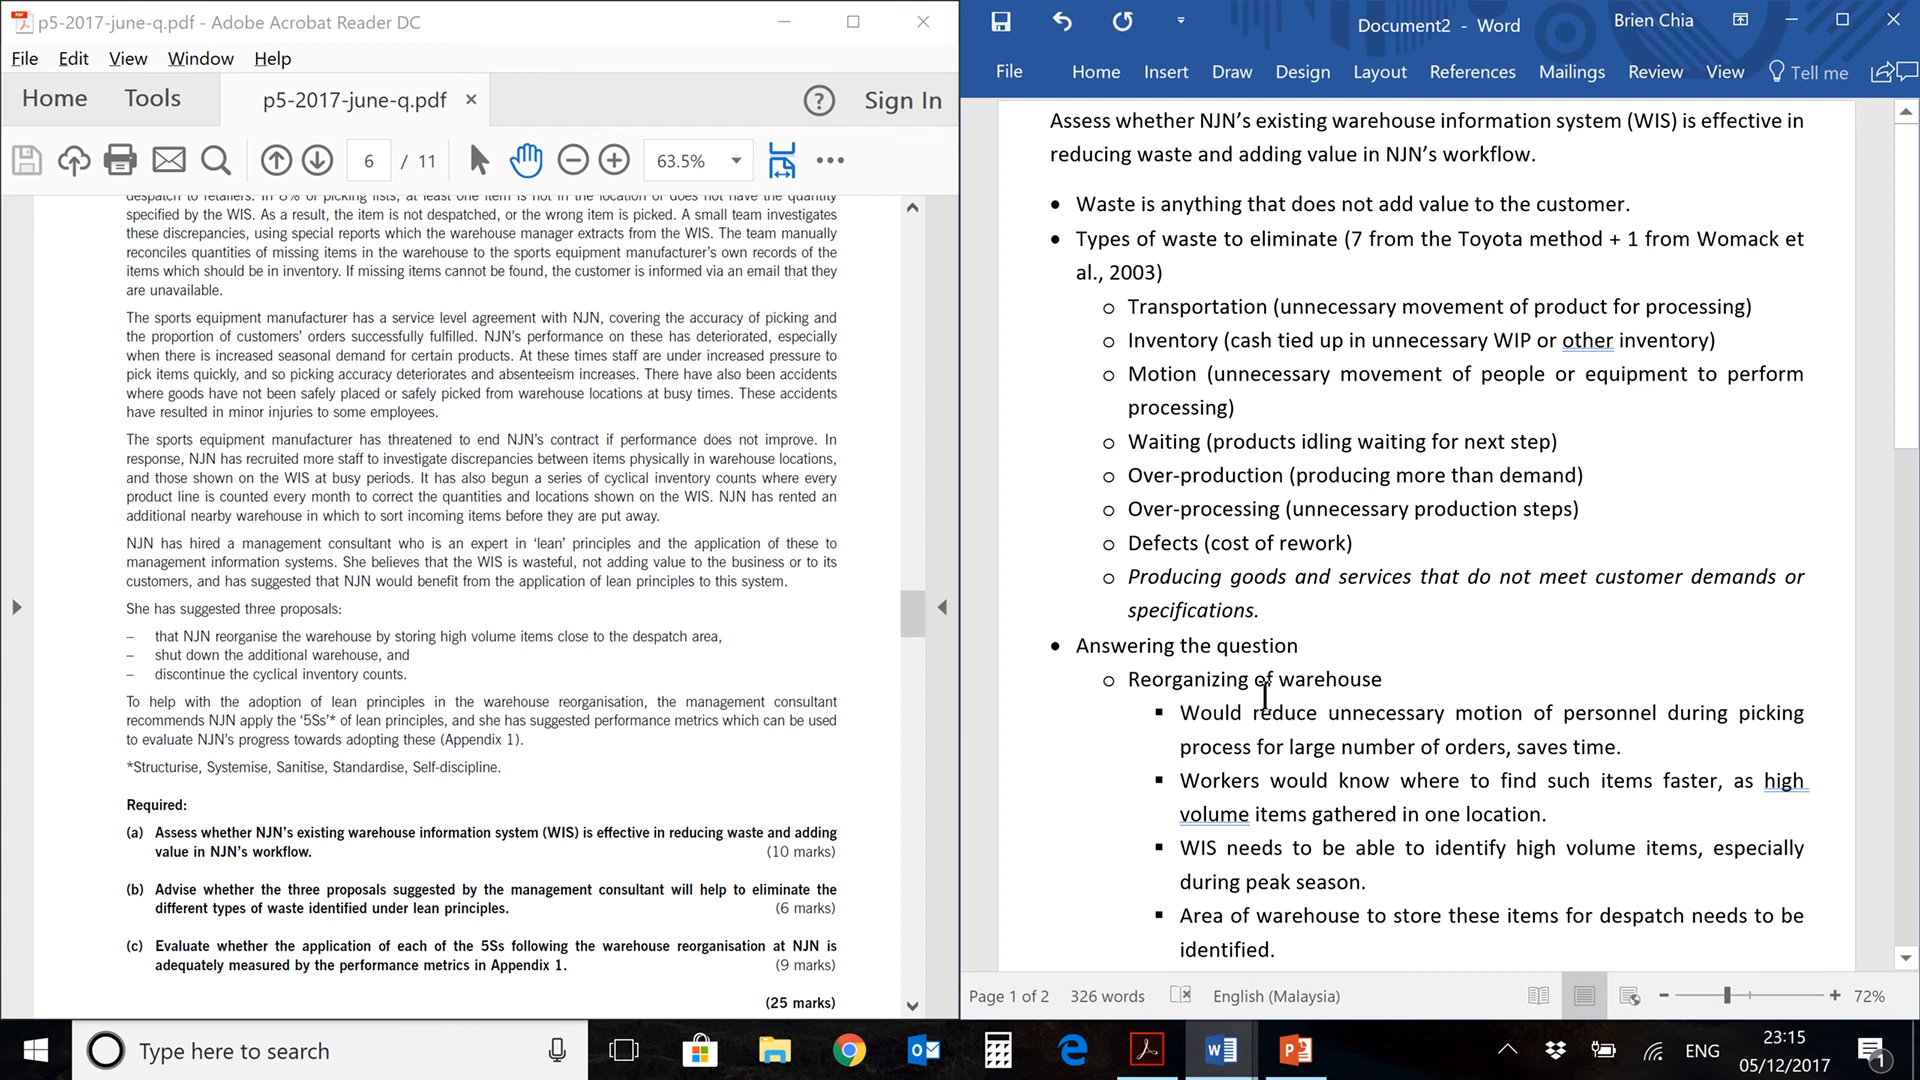 p5-2017-june-q.pdf - Adobe Acrobat Reader DC
File Edit View Window Help
Home Tools p5-2017-june-q.pdf × ? Sign In
6 / 11 63.5%
despatch to retailers. In 8% of picking lists, at least one item is not in the location or does not have the quantity
specified by the WIS. As a result, the item is not despatched, or the wrong item is picked. A small team investigates
these discrepancies, using special reports which the warehouse manager extracts from the WIS. The team manually
reconciles quantities of missing items in the warehouse to the sports equipment manufacturer's own records of the
items which should be in inventory. If missing items cannot be found, the customer is informed via an email that they
are unavailable.
The sports equipment manufacturer has a service level agreement with NJN, covering the accuracy of picking and
the proportion of customers' orders successfully fulfilled. NJN's performance on these has deteriorated, especially
when there is increased seasonal demand for certain products. At these times staff are under increased pressure to
pick items quickly, and so picking accuracy deteriorates and absenteeism increases. There have also been accidents
where goods have not been safely placed or safely picked from warehouse locations at busy times. These accidents
have resulted in minor injuries to some employees.
The sports equipment manufacturer has threatened to end NJN's contract if performance does not improve. In
response, NJN has recruited more staff to investigate discrepancies between items physically in warehouse locations,
and those shown on the WIS at busy periods. It has also begun a series of cyclical inventory counts where every
product line is counted every month to correct the quantities and locations shown on the WIS. NJN has rented an
additional nearby warehouse in which to sort incoming items before they are put away.
NJN has hired a management consultant who is an expert in 'lean' principles and the application of these to
management information systems. She believes that the WIS is wasteful, not adding value to the business or to its
customers, and has suggested that NJN would benefit from the application of lean principles to this system.
She has suggested three proposals:
– that NJN reorganise the warehouse by storing high volume items close to the despatch area,
– shut down the additional warehouse, and
– discontinue the cyclical inventory counts.
To help with the adoption of lean principles in the warehouse reorganisation, the management consultant
recommends NJN apply the '5Ss'* of lean principles, and she has suggested performance metrics which can be used
to evaluate NJN's progress towards adopting these (Appendix 1).
*Structurise, Systemise, Sanitise, Standardise, Self-discipline.
Required:
(a) Assess whether NJN's existing warehouse information system (WIS) is effective in reducing waste and adding
value in NJN's workflow. (10 marks)
(b) Advise whether the three proposals suggested by the management consultant will help to eliminate the
different types of waste identified under lean principles. (6 marks)
(c) Evaluate whether the application of each of the 5Ss following the warehouse reorganisation at NJN is
adequately measured by the performance metrics in Appendix 1. (9 marks)
(25 marks)
Document2 - Word Brien Chia
File Home Insert Draw Design Layout References Mailings Review View Tell me
Assess whether NJN's existing warehouse information system (WIS) is effective in
reducing waste and adding value in NJN's workflow.
• Waste is anything that does not add value to the customer.
• Types of waste to eliminate (7 from the Toyota method + 1 from Womack et
al., 2003)
o Transportation (unnecessary movement of product for processing)
o Inventory (cash tied up in unnecessary WIP or other inventory)
o Motion (unnecessary movement of people or equipment to perform
processing)
o Waiting (products idling waiting for next step)
o Over-production (producing more than demand)
o Over-processing (unnecessary production steps)
o Defects (cost of rework)
o Producing goods and services that do not meet customer demands or
specifications.
• Answering the question
o Reorganizing of warehouse
▪ Would reduce unnecessary motion of personnel during picking
process for large number of orders, saves time.
▪ Workers would know where to find such items faster, as high
volume items gathered in one location.
▪ WIS needs to be able to identify high volume items, especially
during peak season.
▪ Area of warehouse to store these items for despatch needs to be
identified.
Page 1 of 2 326 words English (Malaysia) 72%
Type here to search
ENG
23:15
05/12/2017
1